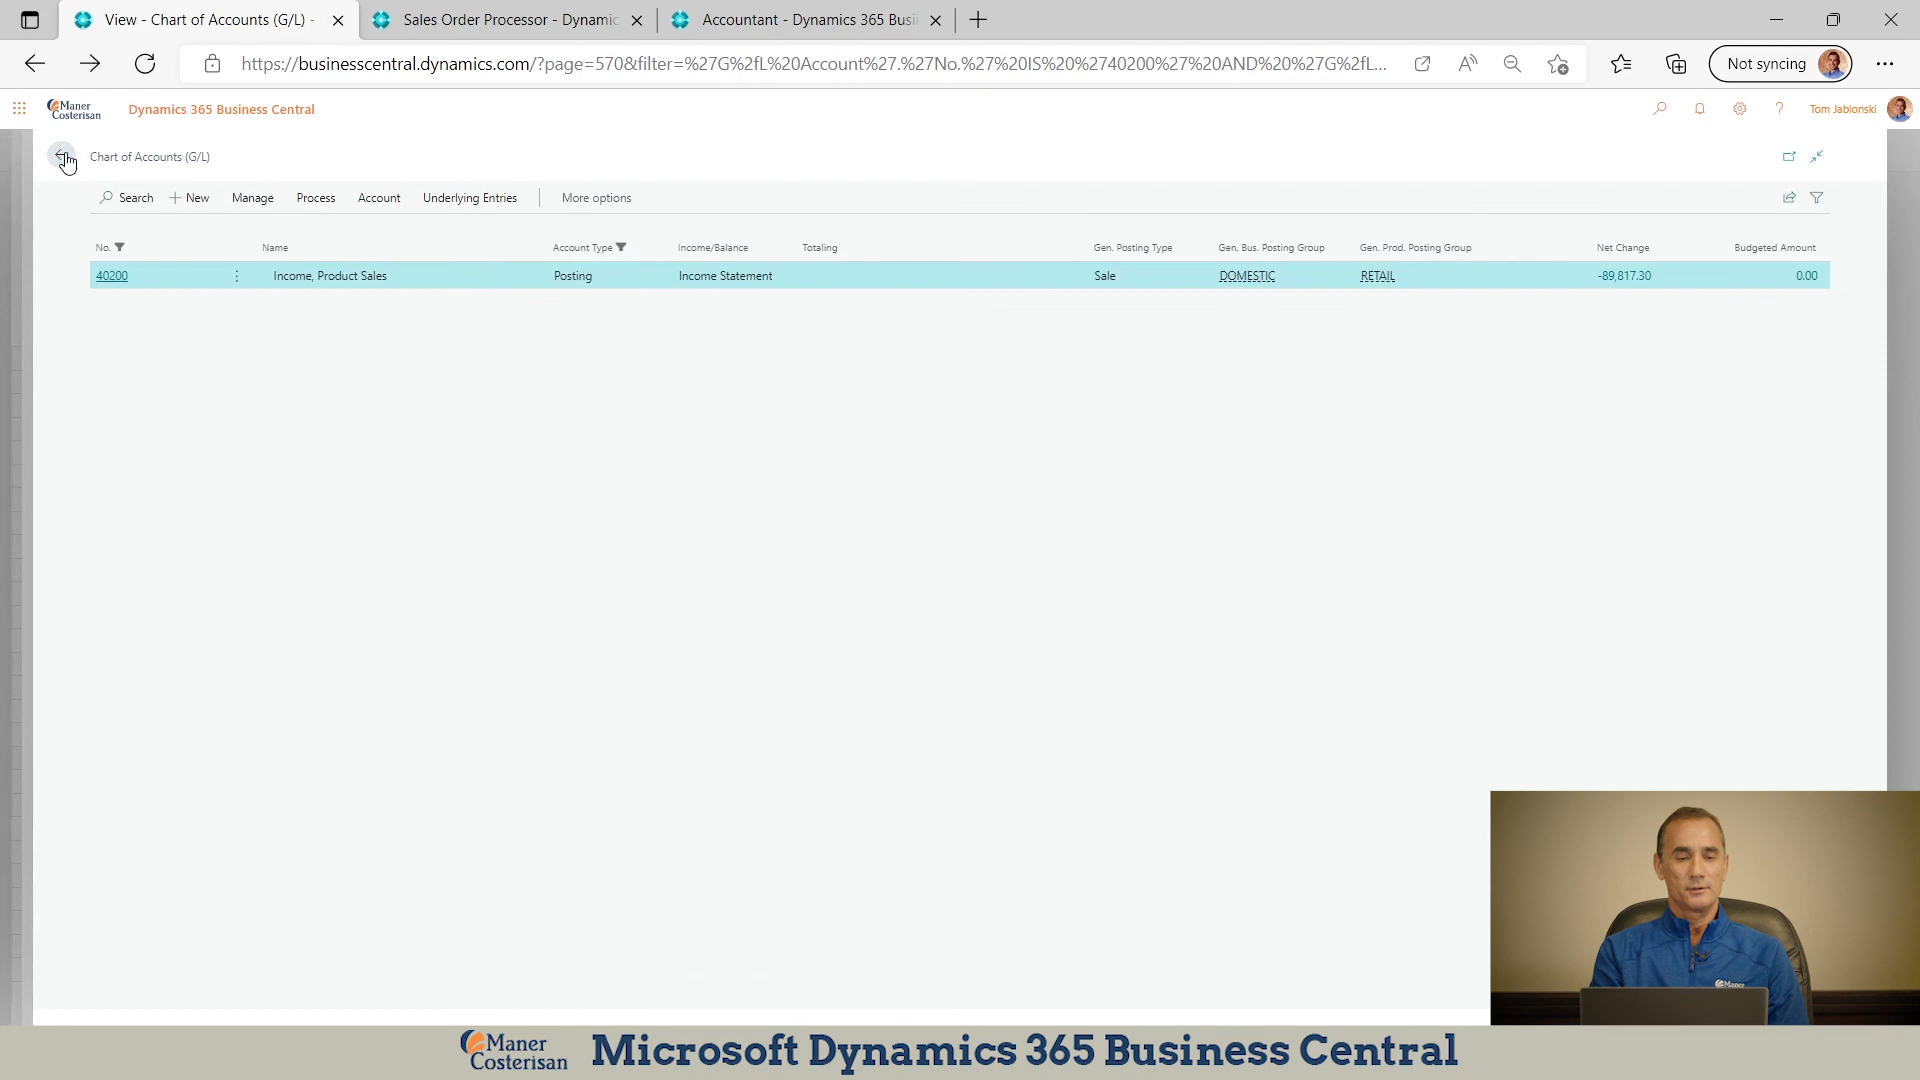 View - Chart of Accounts (G/L) -
Sales Order Processor - Dynamic
Accountant - Dynamics 365 Busi
https://businesscentral.dynamics.com/?page=570&filter=%27G%2fL%20Account%27.%27No.%27%20IS%20%2740200%27%20AND%20%27G%2fL...
Not syncing
Maner Costerisan
Dynamics 365 Business Central
Tom Jablonski
Chart of Accounts (G/L)
Search New Manage Process Account Underlying Entries More options
No. Name Account Type Income/Balance Totaling Gen. Posting Type Gen. Bus. Posting Group Gen. Prod. Posting Group Net Change Budgeted Amount
40200 Income, Product Sales Posting Income Statement Sale DOMESTIC RETAIL -89,817.30 0.00
Maner
Maner Costerisan
Microsoft Dynamics 365 Business Central